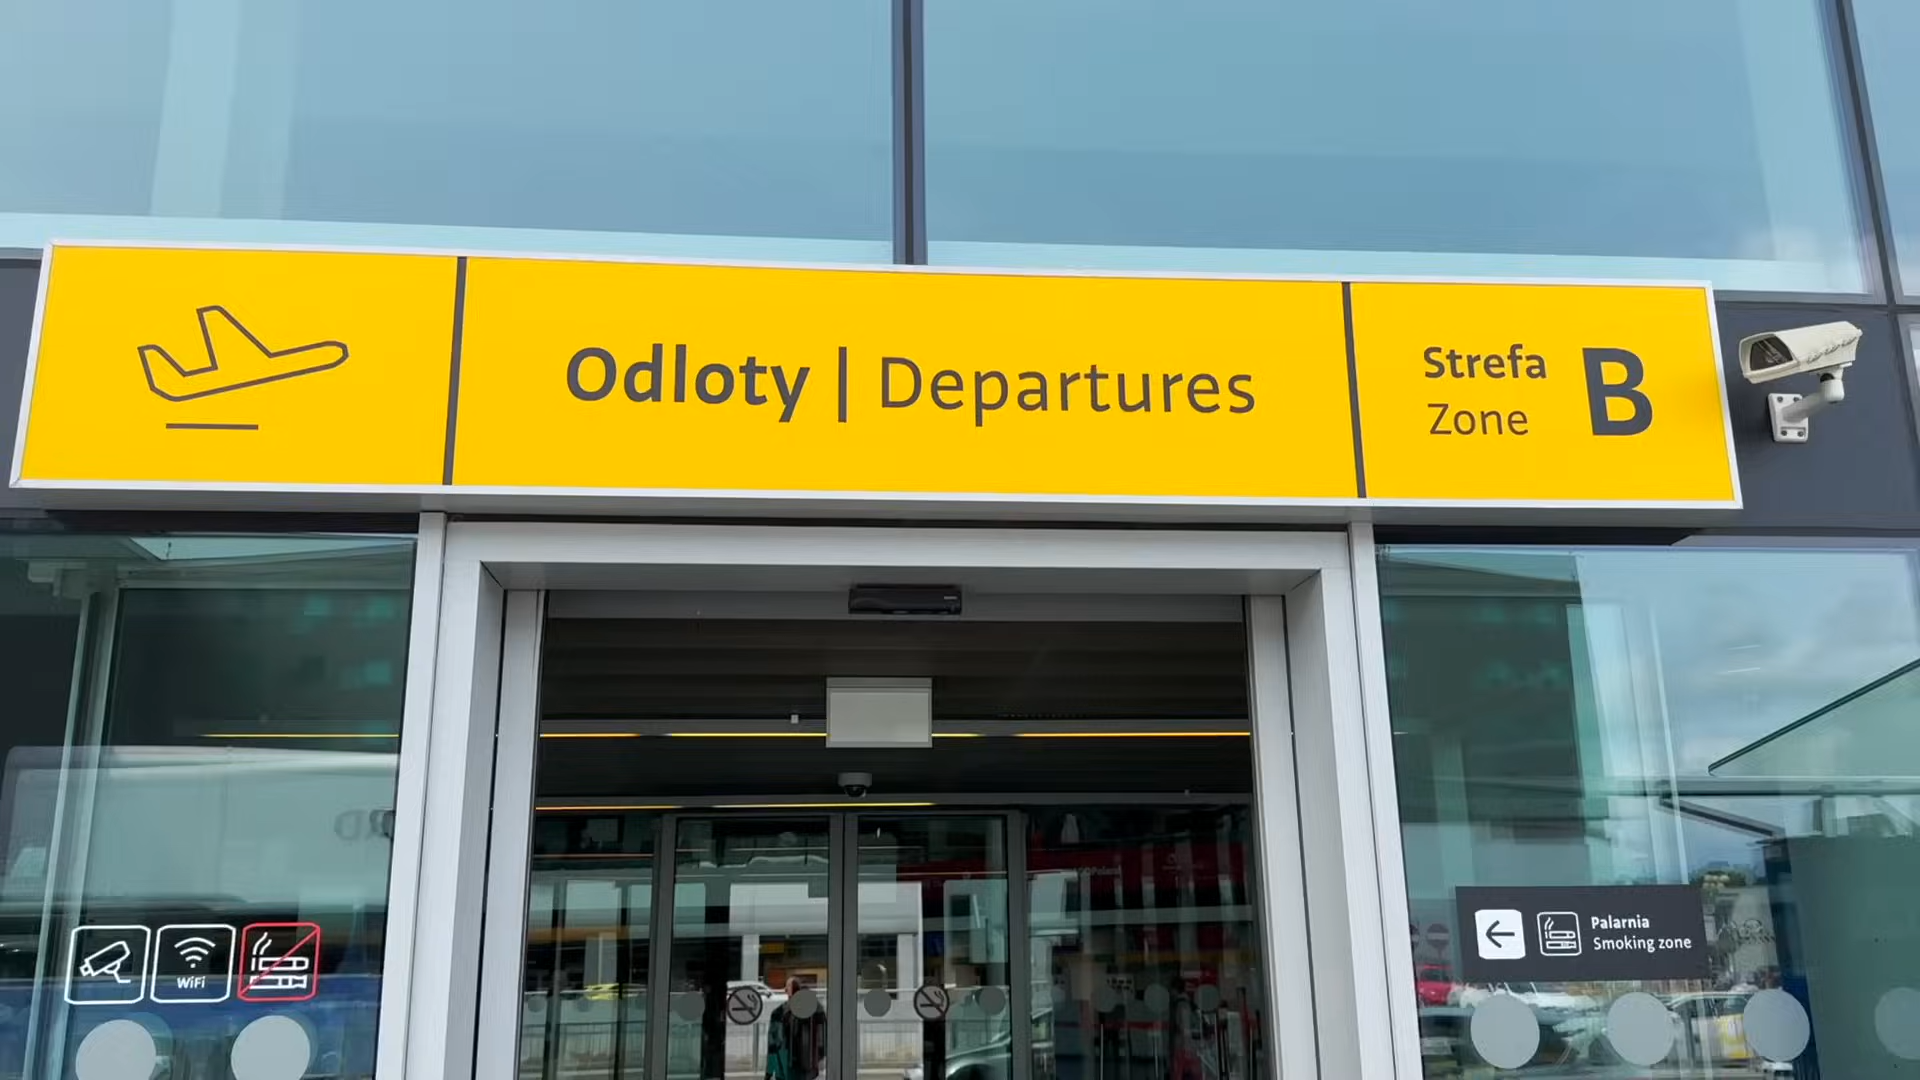 Odloty | Departures
Strefa
Zone
B
WiFi
Palarnia
Smoking zone